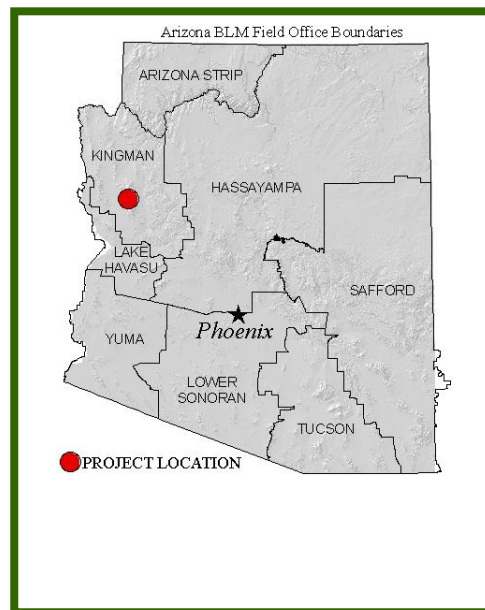 Arizona BLM Field Office Boundaries
ARIZONA STRIP
KINGMAN
HASSAYAMPA
LAKE
HAVASU
SAFFORD
Phoenix
YUMA
LOWER
SONORAN
TUCSON
PROJECT LOCATION